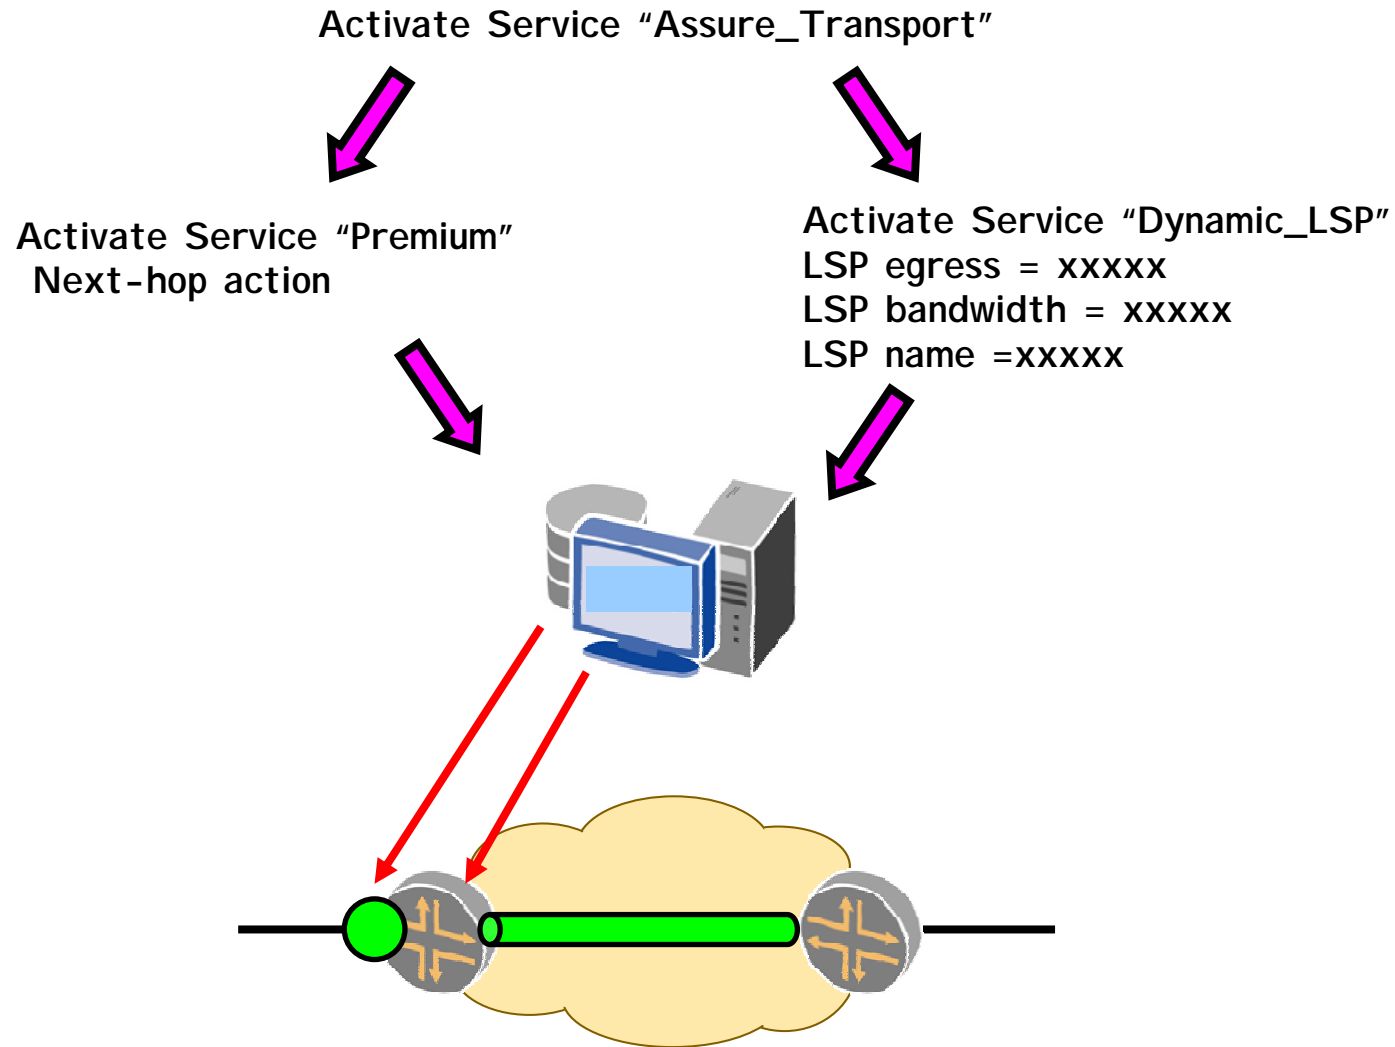 Activate Service “Assure_Transport”
Activate Service “Premium”
Next-hop action
Activate Service “Dynamic_LSP”
LSP egress = xxxxx
LSP bandwidth = xxxxx
LSP name =xxxxx